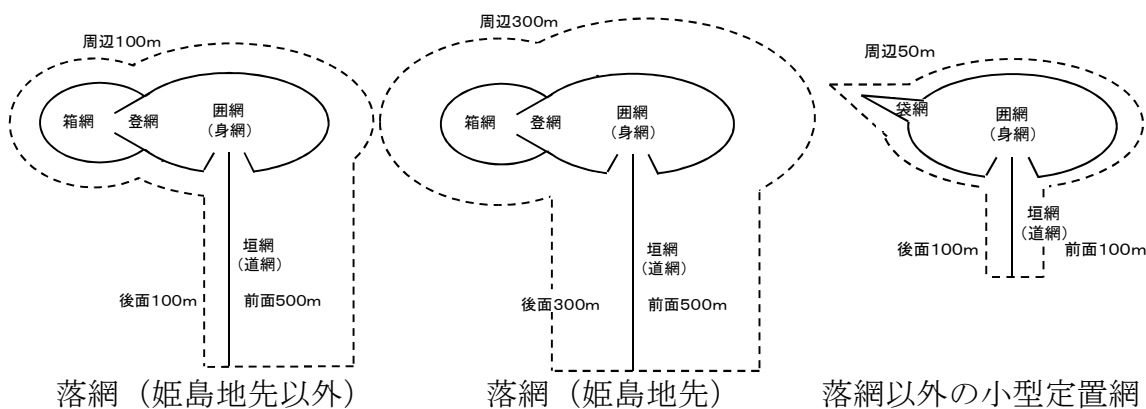 周辺100m
箱網
登網
囲網
(身網)
垣網
(道網)
後面100m
前面500m
落網（姫島地先以外）
周辺300m
箱網
登網
囲網
(身網)
垣網
(道網)
後面300m
前面500m
落網（姫島地先）
周辺50m
袋網
囲網
(身網)
垣網
(道網)
後面100m
前面100m
落網以外の小型定置網